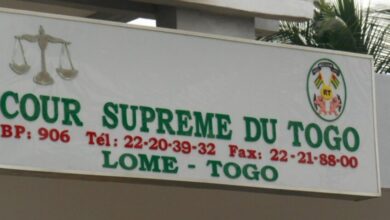 COUR SUPREME DU TOGO
BP: 906 Tél: 22-20-39-32 Fax: 22-21-88-00
LOME - TOGO